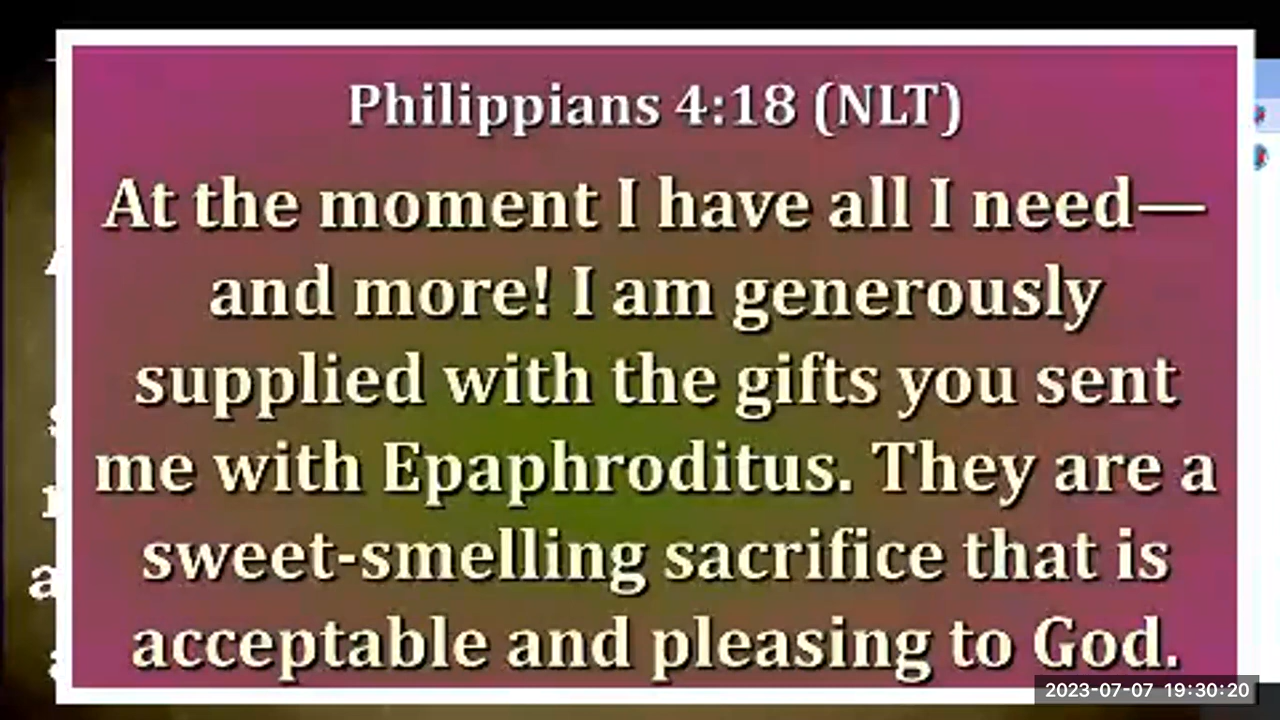 Philippians 4:18 (NLT)
At the moment I have all I need—
and more! I am generously
supplied with the gifts you sent
me with Epaphroditus. They are a
sweet-smelling sacrifice that is
acceptable and pleasing to God.
2023-07-07 19:30:20